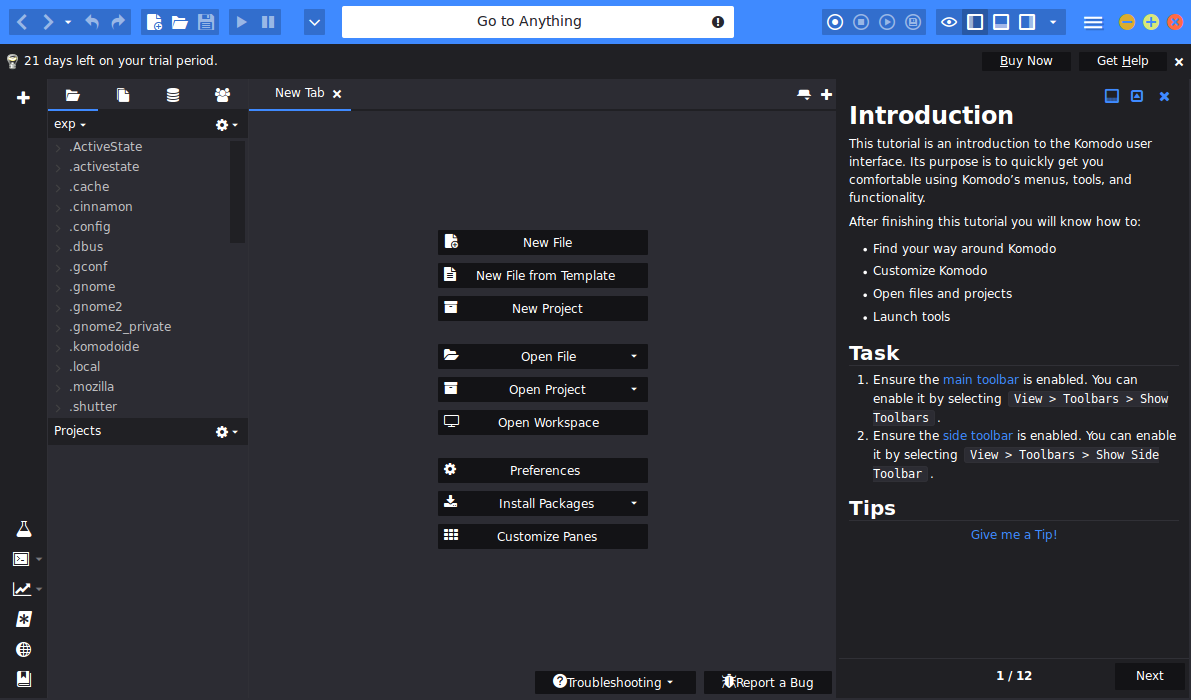 Go to Anything
21 days left on your trial period.
Buy Now
Get Help
New Tab
exp
.ActiveState
.activestate
.cache
.cinnamon
.config
.dbus
.gconf
.gnome
.gnome2
.gnome2_private
.komodoide
.local
.mozilla
.shutter
Projects
New File
New File from Template
New Project
Open File
Open Project
Open Workspace
Preferences
Install Packages
Customize Panes
Troubleshooting
Report a Bug
Introduction
This tutorial is an introduction to the Komodo user
interface. Its purpose is to quickly get you
comfortable using Komodo’s menus, tools, and
functionality.
After finishing this tutorial you will know how to:
• Find your way around Komodo
• Customize Komodo
• Open files and projects
• Launch tools
Task
1. Ensure the main toolbar is enabled. You can
enable it by selecting View > Toolbars > Show
Toolbars .
2. Ensure the side toolbar is enabled. You can enable
it by selecting View > Toolbars > Show Side
Toolbar .
Tips
Give me a Tip!
1 / 12
Next